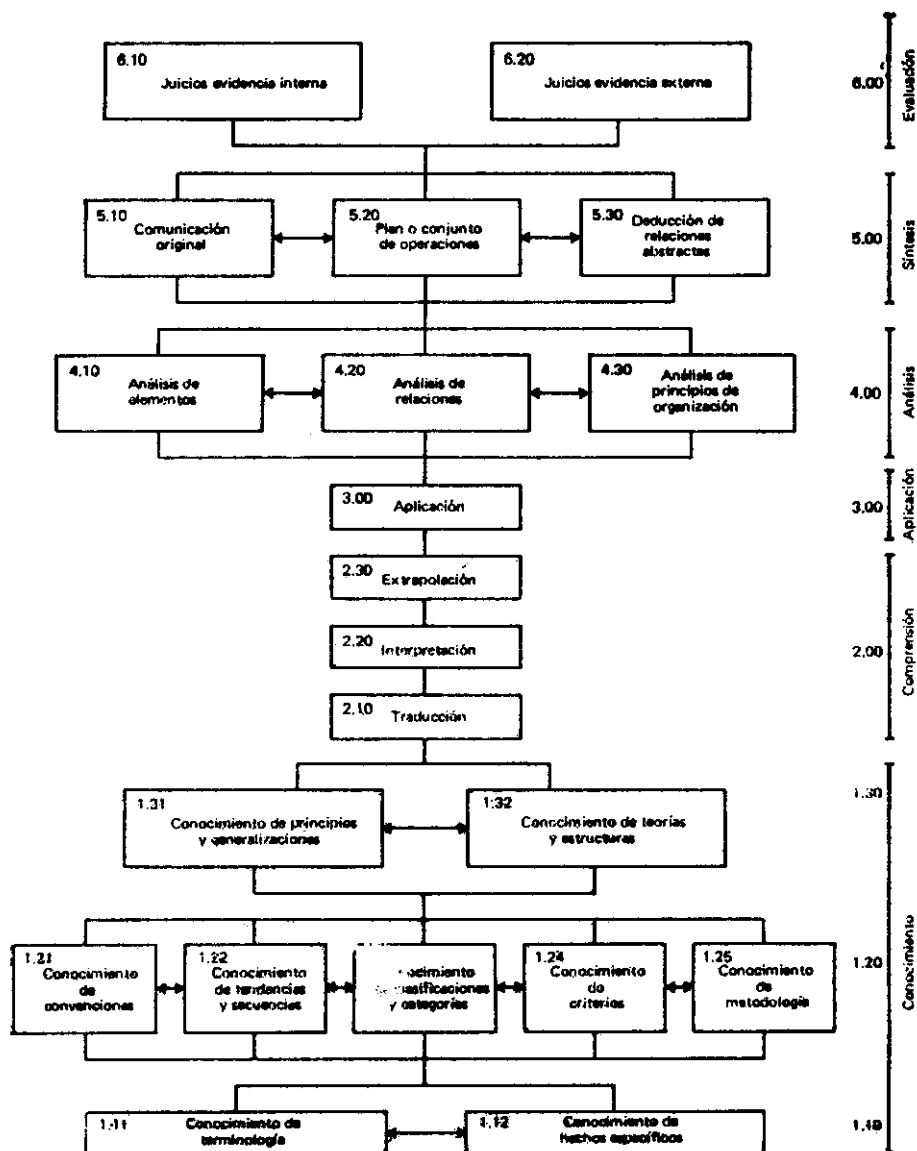 6.10
Juicios evidencia interna
6.20
Juicios evidencia externa
6.00
Evaluación
5.10
Comunicación
original
5.20
Plan o conjunto
de operaciones
5.30
Deducción de
relaciones
abstractas
5.00
Síntesis
4.10
Análisis de
elementos
4.20
Análisis de
relaciones
4.30
Análisis de
principios de
organización
4.00
Análisis
3.00
Aplicación
3.00
Aplicación
2.30
Extrapolación
2.20
Interpretación
2.10
Traducción
2.00
Comprensión
1.31
Conocimiento de principios
y generalizaciones
1.32
Conocimiento de teorías
y estructuras
1.30
1.21
Conocimiento
de
convenciones
1.22
Conocimiento
de tendencias
y secuencias
y categorías
1.24
Conocimiento
de
criterios
1.25
Conocimiento
de
metodología
1.20
Conocimiento
1.11
Conocimiento de
terminología
1.12
Conocimiento de
hechos específicos
1.10